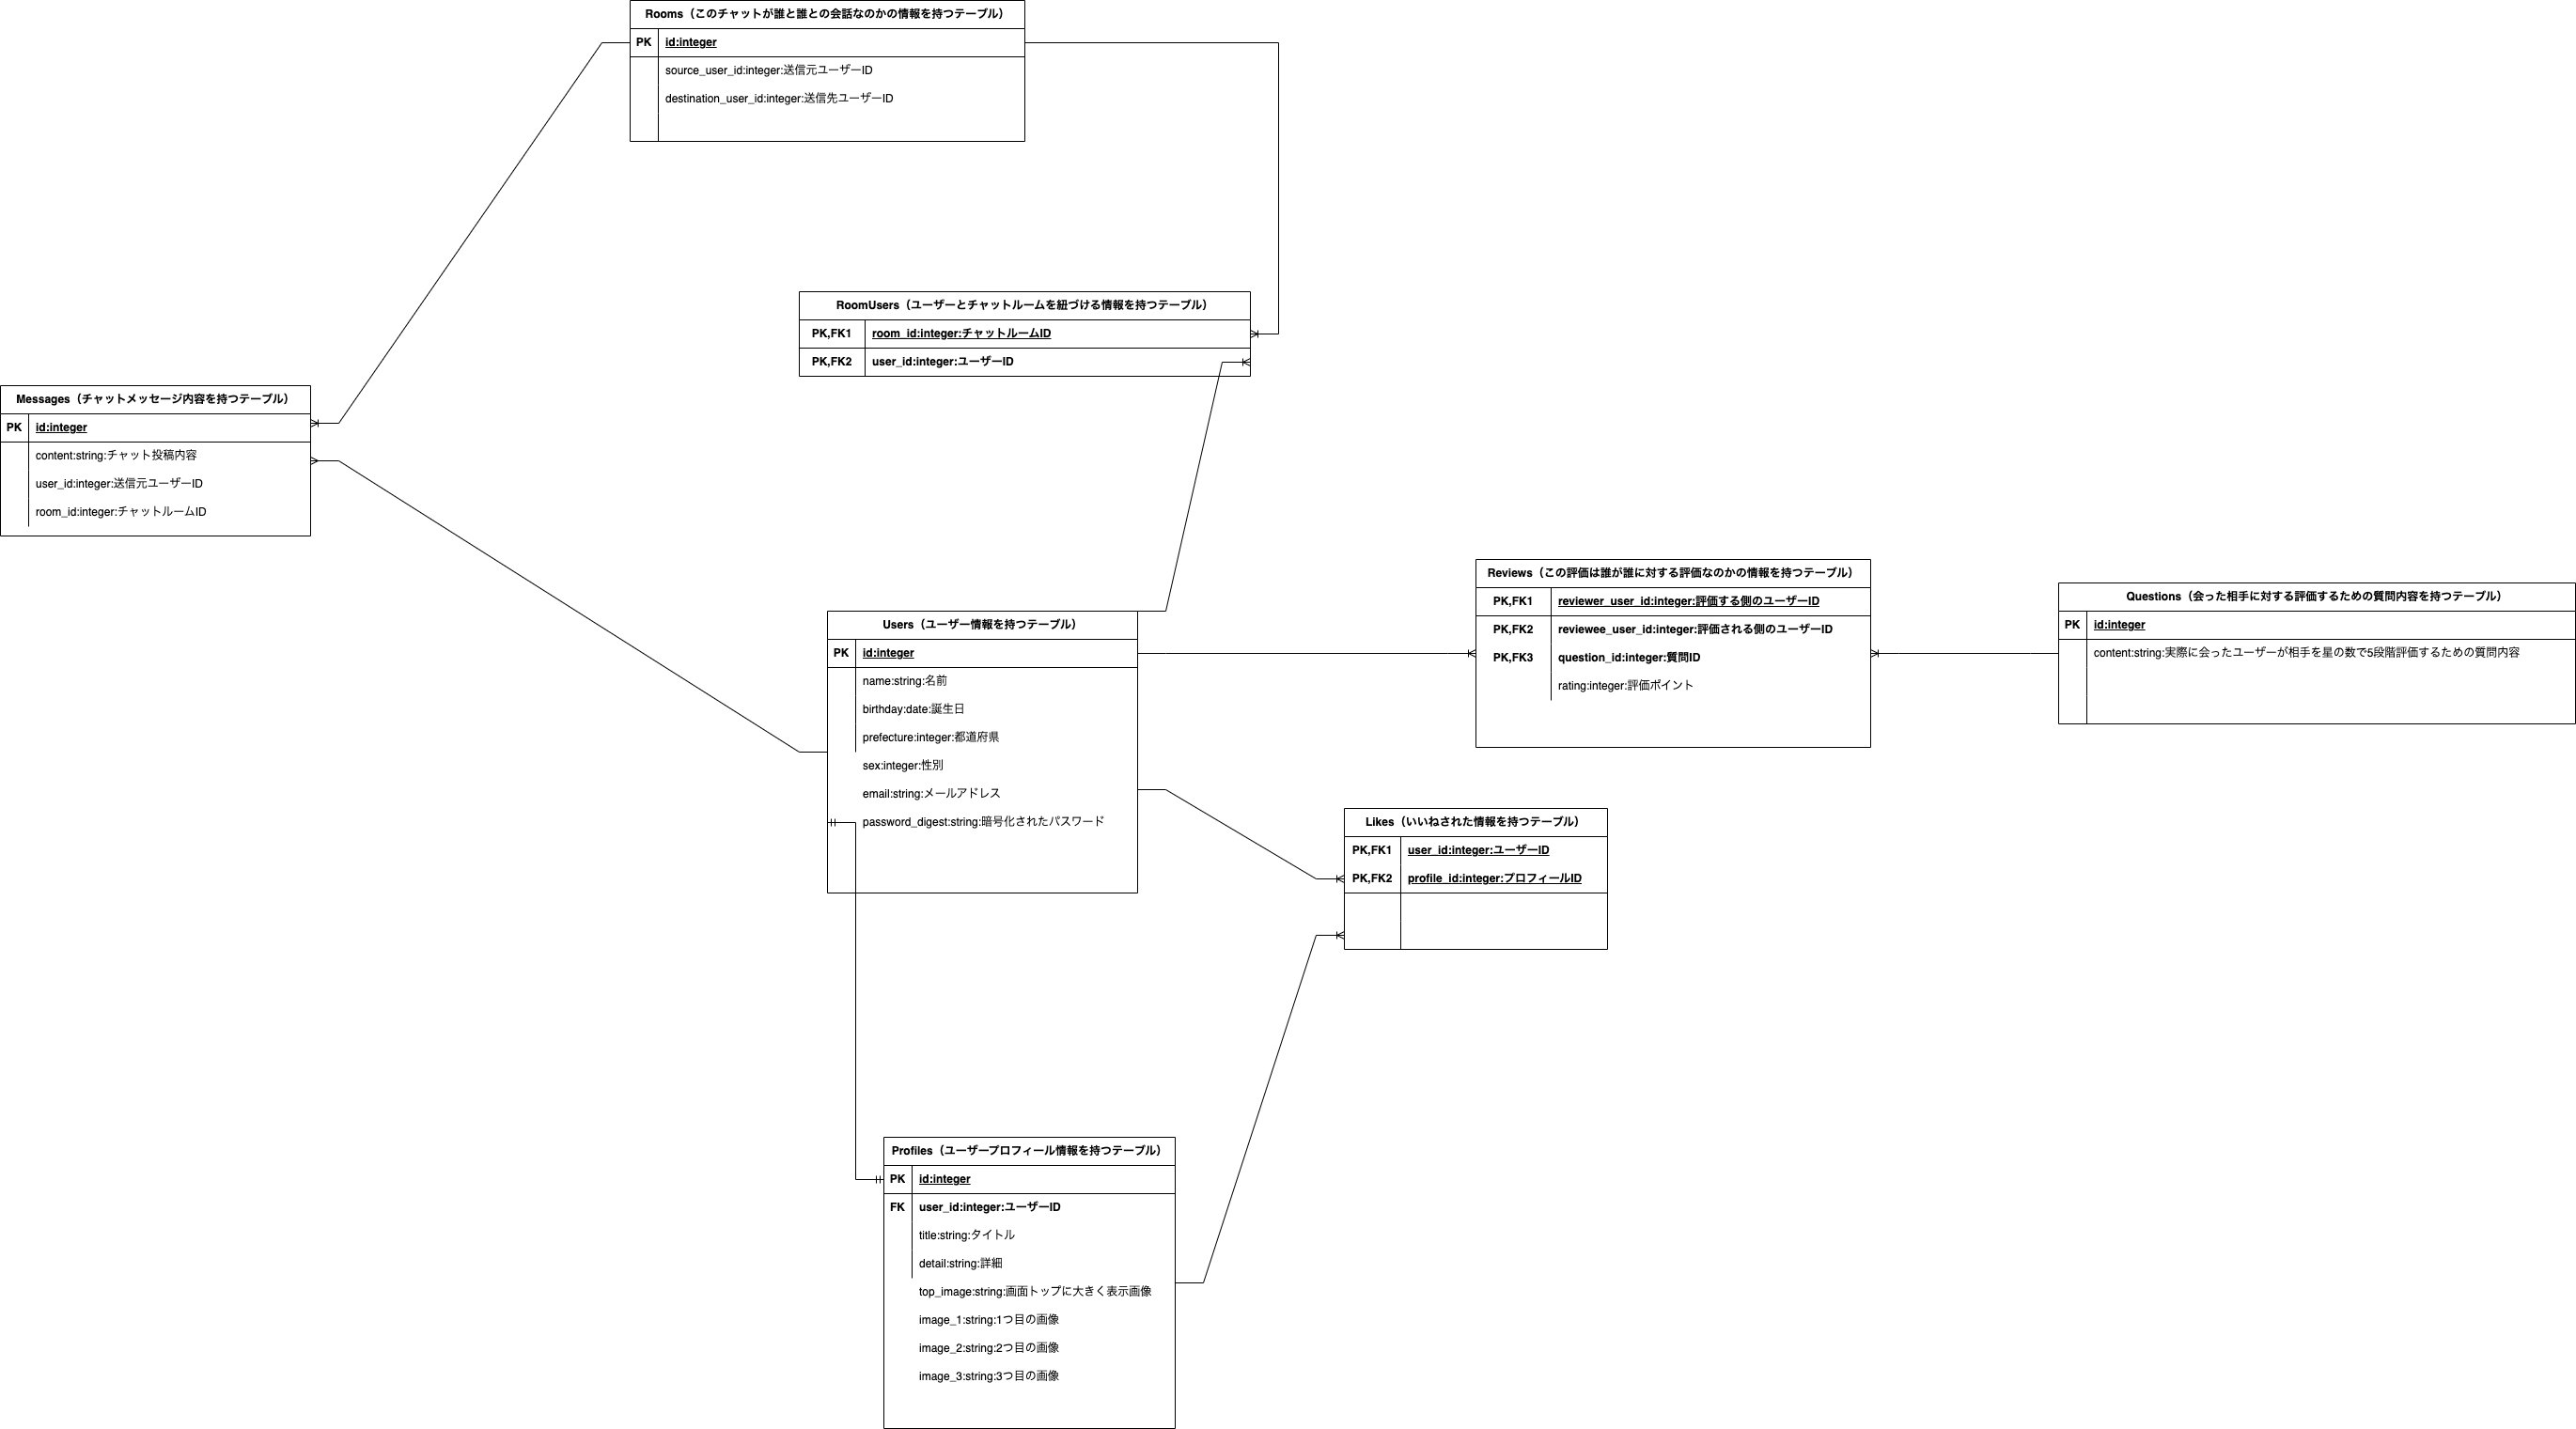 Rooms（このチャットが誰と誰との会話なのかの情報を持つテーブル）
PK id:integer
source_user_id:integer:送信元ユーザーID
destination_user_id:integer:送信先ユーザーID
RoomUsers（ユーザーとチャットルームを紐づける情報を持つテーブル）
PK,FK1 room_id:integer:チャットルームID
PK,FK2 user_id:integer:ユーザーID
Messages（チャットメッセージ内容を持つテーブル）
PK id:integer
content:string:チャット投稿内容
user_id:integer:送信元ユーザーID
room_id:integer:チャットルームID
Users（ユーザー情報を持つテーブル）
PK id:integer
name:string:名前
birthday:date:誕生日
prefecture:integer:都道府県
sex:integer:性別
email:string:メールアドレス
password_digest:string:暗号化されたパスワード
Reviews（この評価は誰が誰に対する評価なのかの情報を持つテーブル）
PK,FK1 reviewer_user_id:integer:評価する側のユーザーID
PK,FK2 reviewee_user_id:integer:評価される側のユーザーID
PK,FK3 question_id:integer:質問ID
rating:integer:評価ポイント
Questions（会った相手に対する評価するための質問内容を持つテーブル）
PK id:integer
content:string:実際に会ったユーザーが相手を星の数で5段階評価するための質問内容
Likes（いいねされた情報を持つテーブル）
PK,FK1 user_id:integer:ユーザーID
PK,FK2 profile_id:integer:プロフィールID
Profiles（ユーザープロフィール情報を持つテーブル）
PK id:integer
FK user_id:integer:ユーザーID
title:string:タイトル
detail:string:詳細
top_image:string:画面トップに大きく表示画像
image_1:string:1つ目の画像
image_2:string:2つ目の画像
image_3:string:3つ目の画像